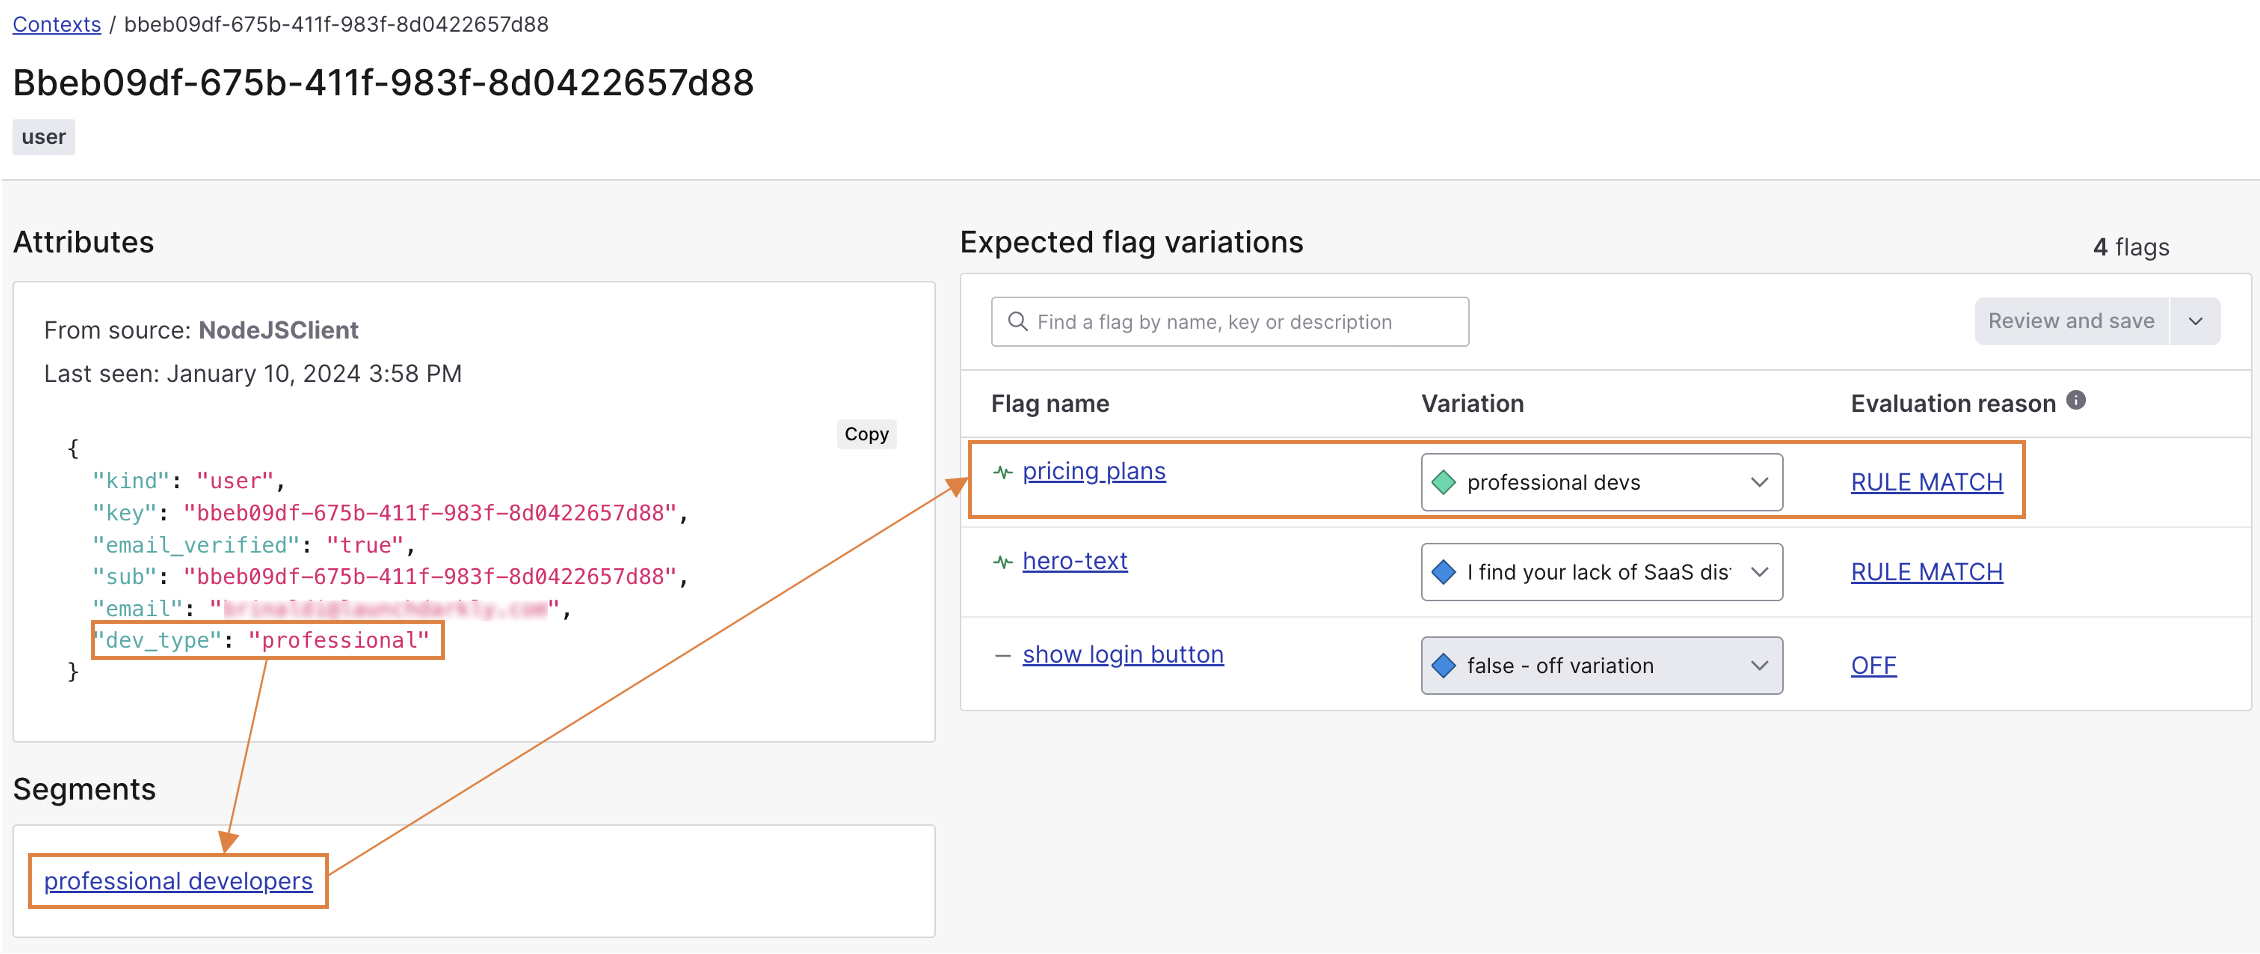 Contexts / bbeb09df-675b-411f-983f-8d0422657d88
Bbeb09df-675b-411f-983f-8d0422657d88
user
Attributes
From source: NodeJSClient
Last seen: January 10, 2024 3:58 PM
Copy
{
"kind": "user",
"key": "bbeb09df-675b-411f-983f-8d0422657d88",
"email_verified": "true",
"sub": "bbeb09df-675b-411f-983f-8d0422657d88",
"email": "",
"dev_type": "professional"
}
Segments
professional developers
Expected flag variations
4 flags
Find a flag by name, key or description
Review and save
Flag name Variation Evaluation reason
pricing plans professional devs RULE MATCH
hero-text I find your lack of SaaS dis RULE MATCH
show login button false - off variation OFF